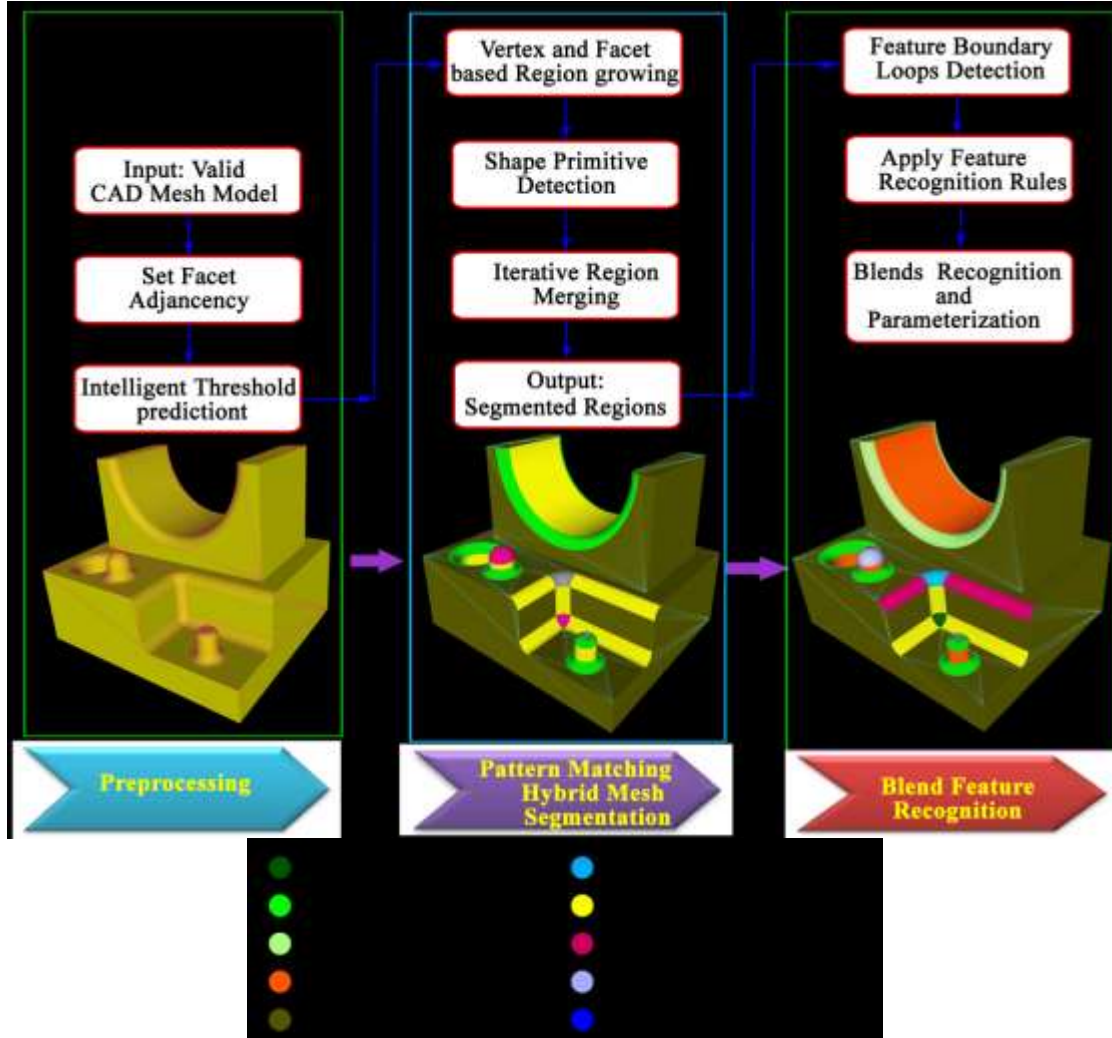 Input: Valid
CAD Mesh Model
Set Facet
Adjancency
Intelligent Threshold
predictiont
Vertex and Facet
based Region growing
Shape Primitive
Detection
Iterative Region
Merging
Output:
Segmented Regions
Feature Boundary
Loops Detection
Apply Feature
Recognition Rules
Blends Recognition
and
Parameterization
Preprocessing
Pattern Matching
Hybrid Mesh
Segmentation
Blend Feature
Recognition